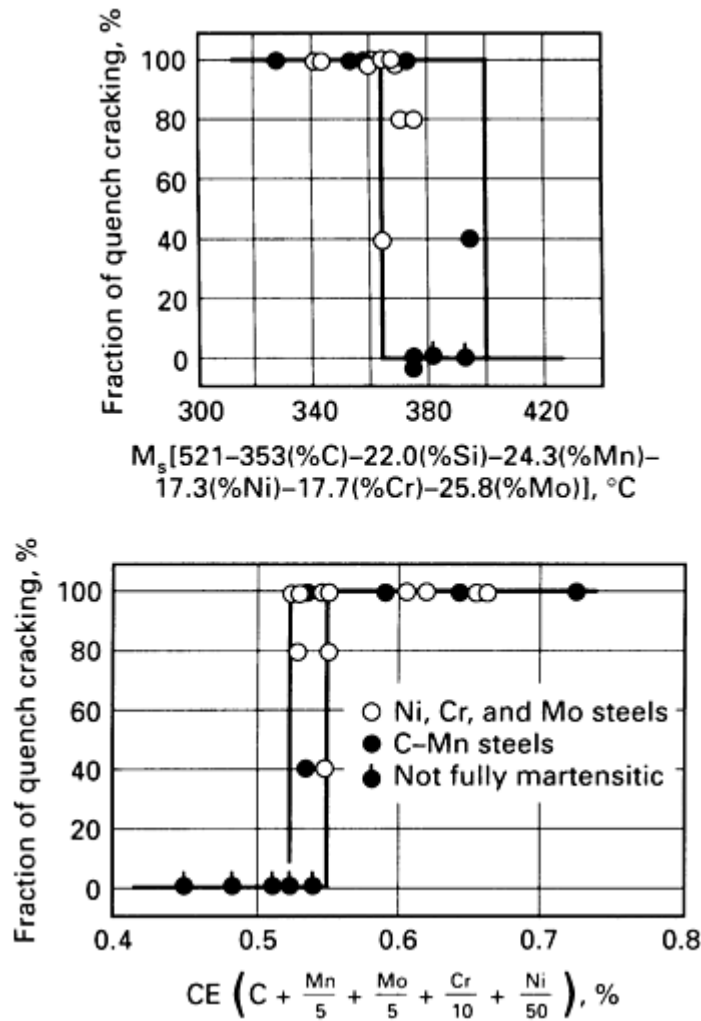 Fraction of quench cracking, %
100
80
60
40
20
0
300 340 380 420
Mₛ[521–353(%C)–22.0(%Si)–24.3(%Mn)–
17.3(%Ni)–17.7(%Cr)–25.8(%Mo)], °C
Fraction of quench cracking, %
100
80
60
40
20
0
Ni, Cr, and Mo steels
C–Mn steels
Not fully martensitic
0.4 0.5 0.6 0.7 0.8
CE (C + Mn/5 + Mo/5 + Cr/10 + Ni/50), %